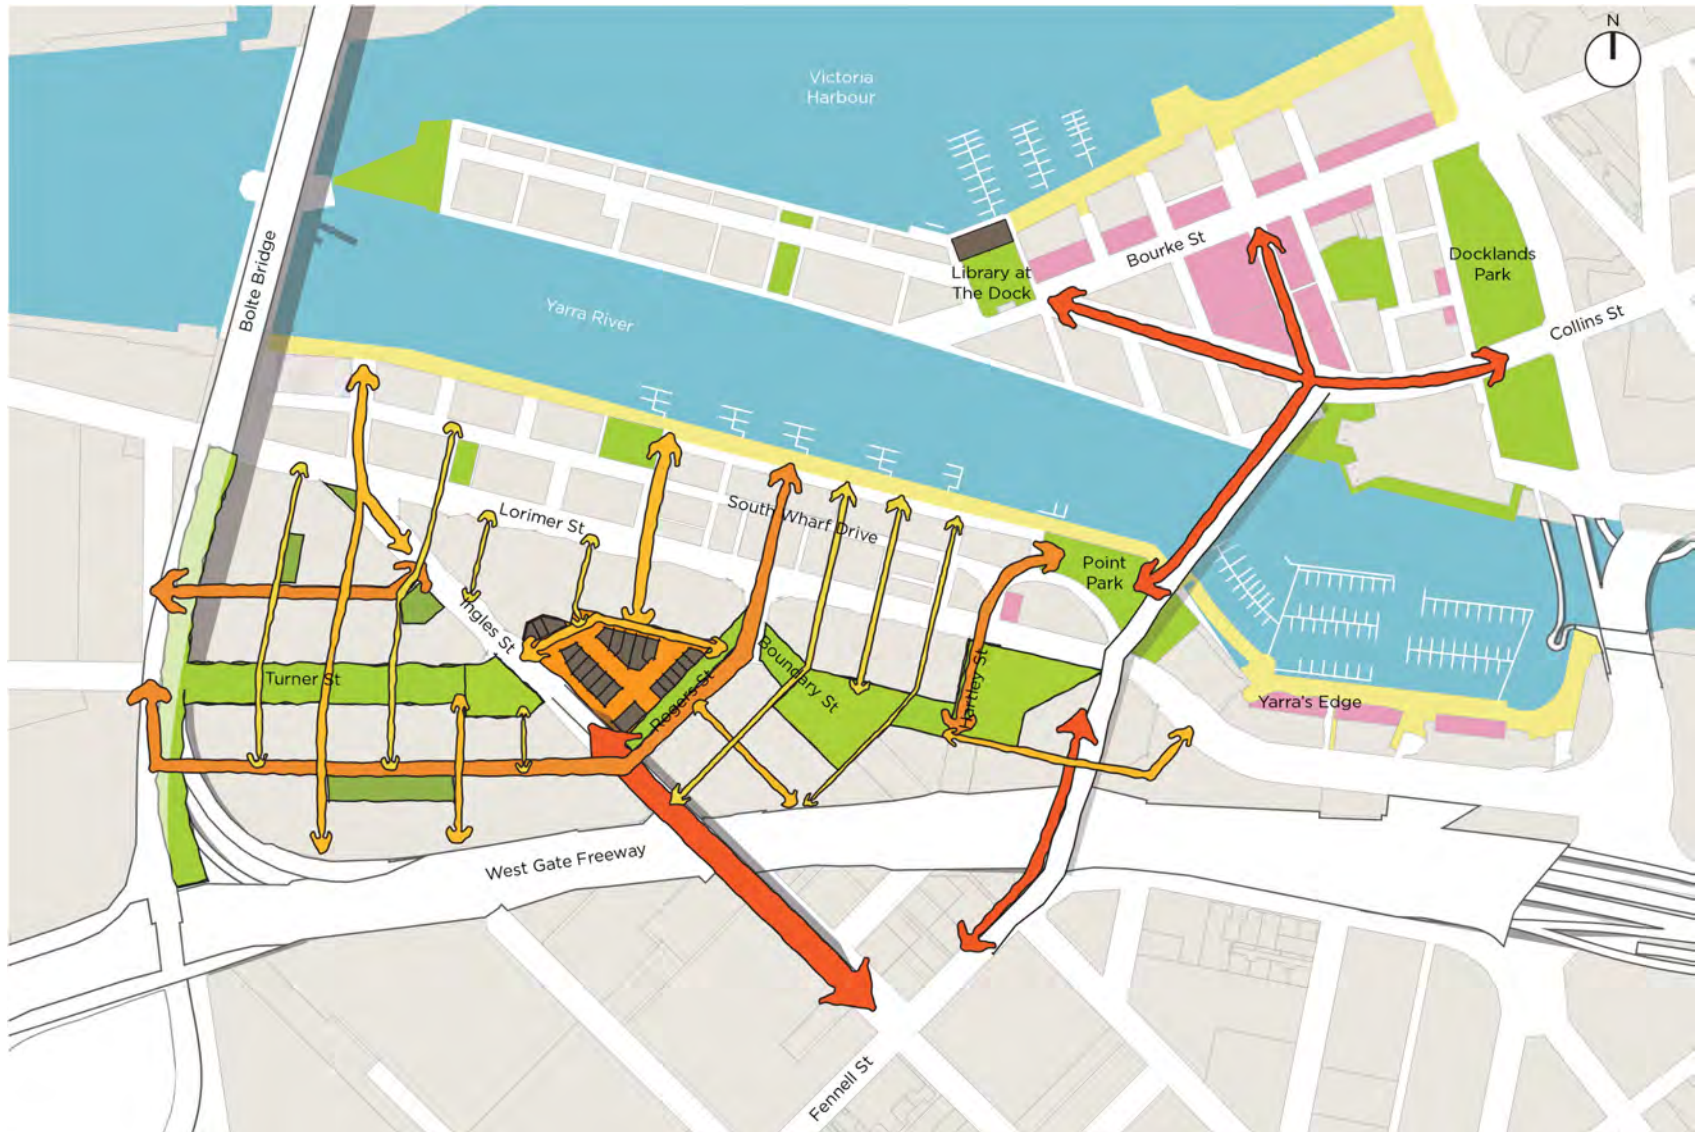 N
Victoria
Harbour
Bolte Bridge
Yarra River
Library at
The Dock
Bourke St
Docklands
Park
Collins St
Lorimer St
South Wharf Drive
Point
Park
Ingles St
Turner St
Rogers St
Boundary St
Hartley St
Yarra's Edge
West Gate Freeway
Fennell St